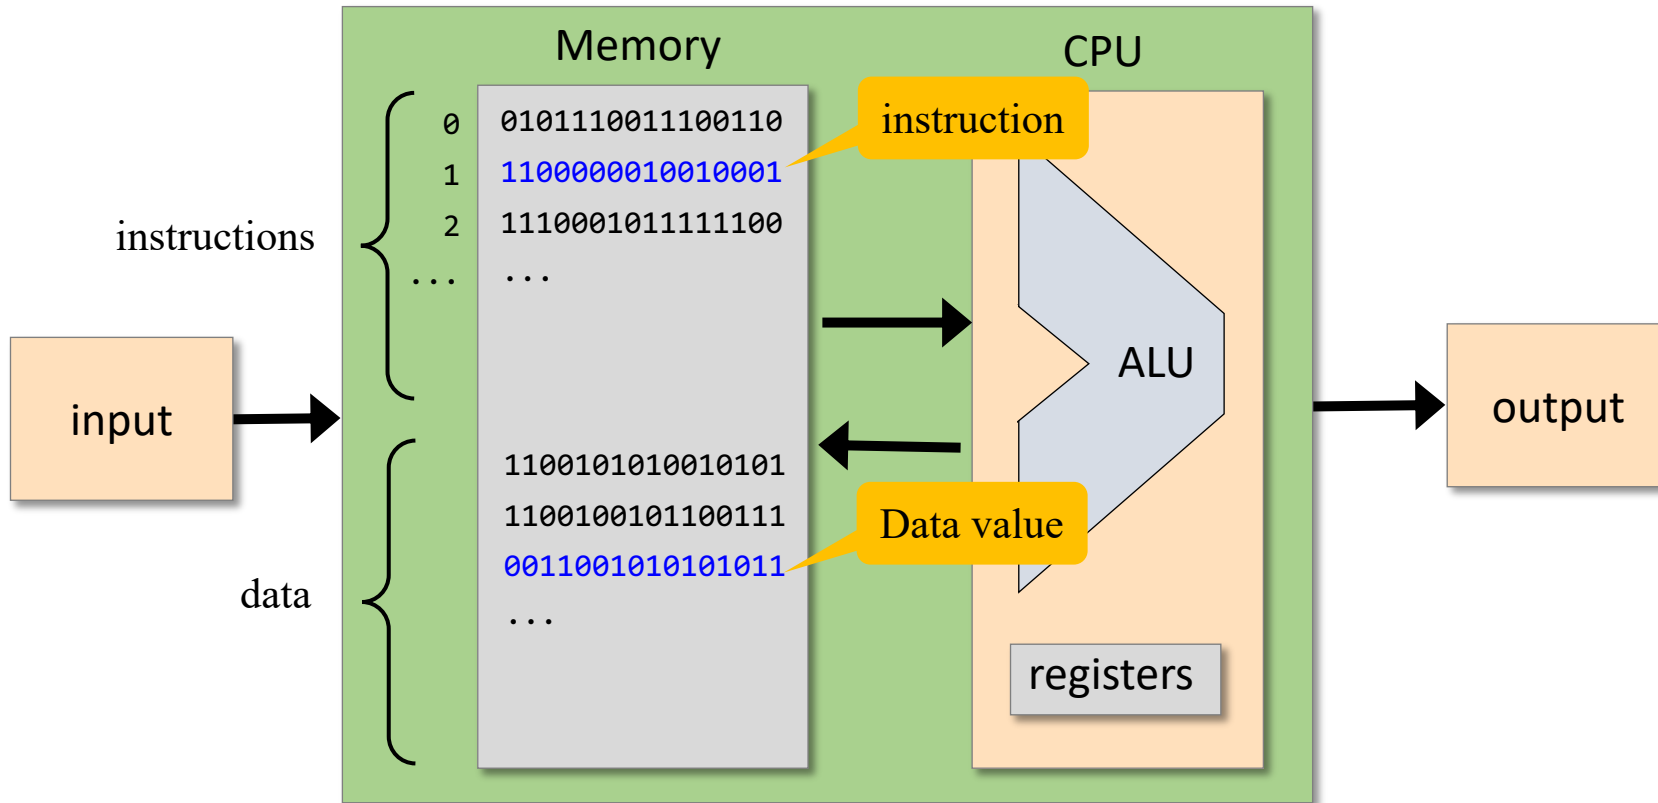 Memory
CPU
instructions
0 0101110011100110
1 1100000010010001
2 1110001011111100
... ...
instruction
input
ALU
output
data
1100101010010101
1100100101100111
0011001010101011
...
Data value
registers